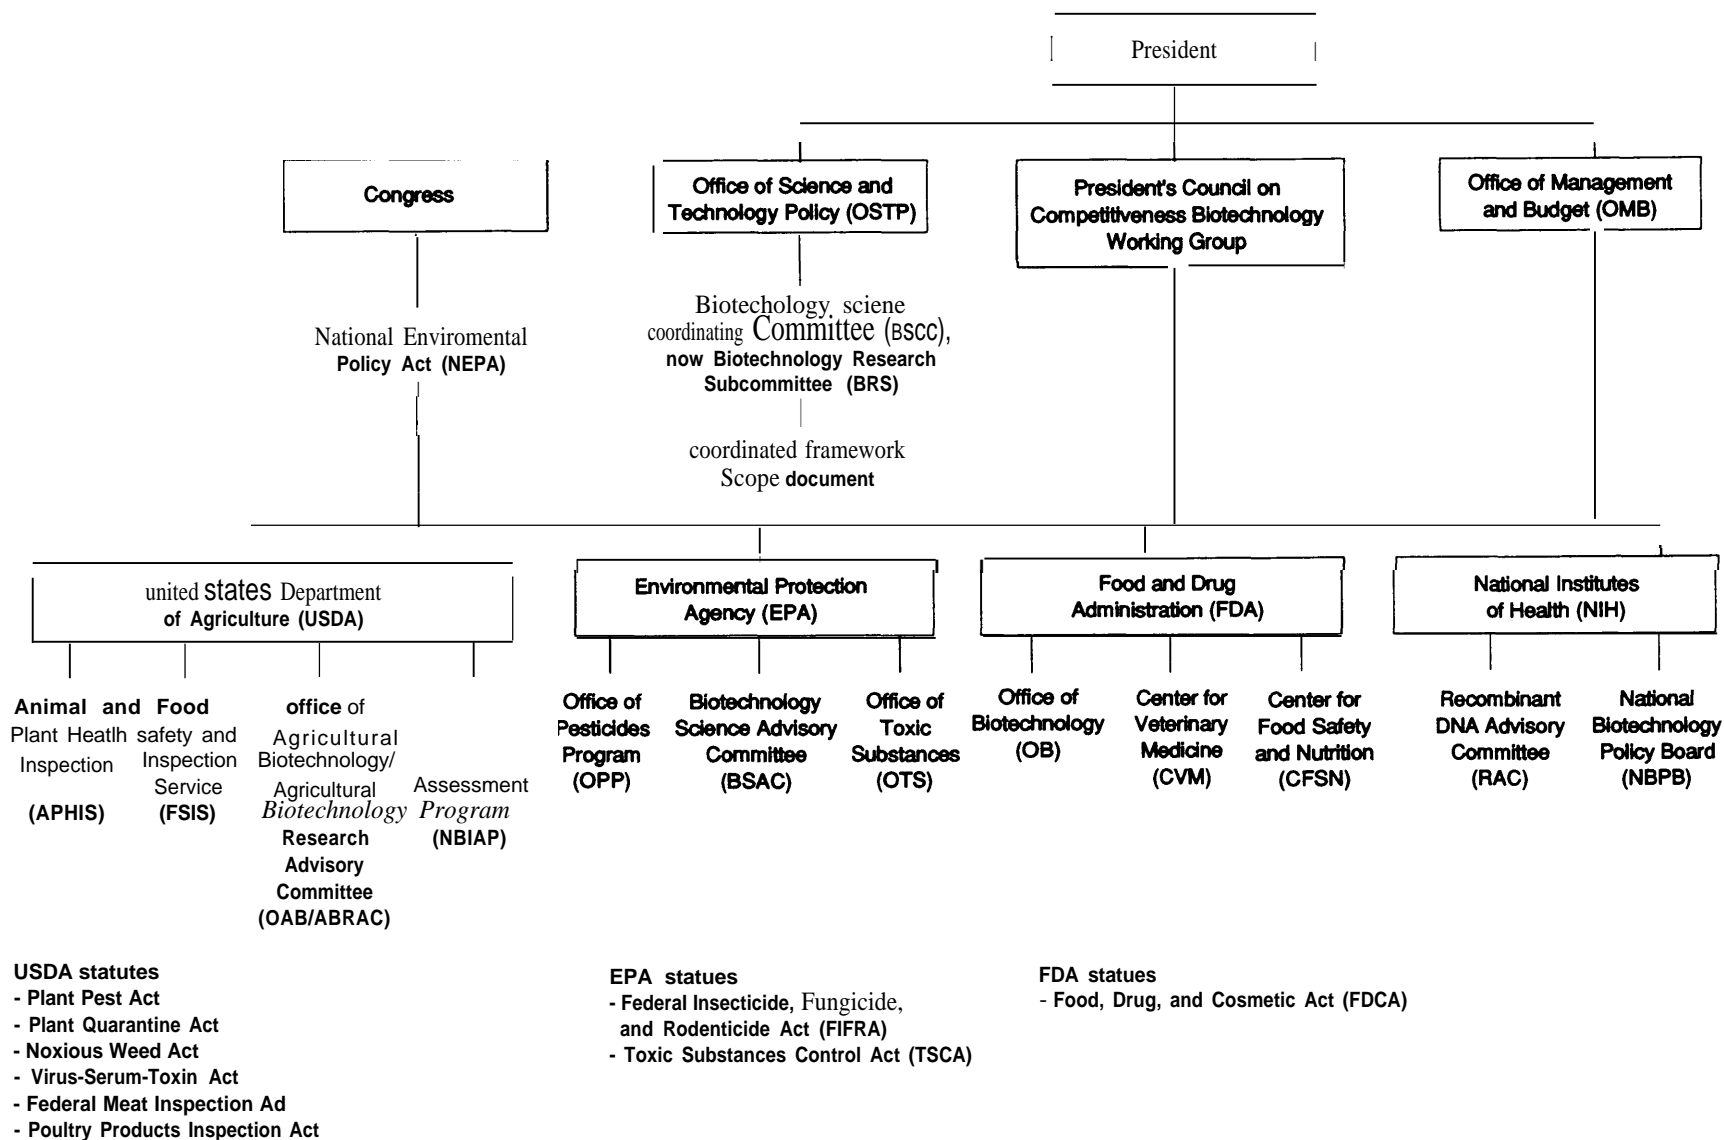 President
Congress
Office of Science and
Technology Policy (OSTP)
President's Council on
Competitiveness Biotechnology
Working Group
Office of Management
and Budget (OMB)
National Enviromental
Policy Act (NEPA)
Biotechology sciene
coordinating Committee (BSCC),
now Biotechnology Research
Subcommittee (BRS)
coordinated framework
Scope document
united states Department
of Agriculture (USDA)
Environmental Protection
Agency (EPA)
Food and Drug
Administration (FDA)
National Institutes
of Health (NIH)
Animal and
Plant Heatlh
Inspection
(APHIS)
Food
safety and
Inspection
Service
(FSIS)
office of
Agricultural
Biotechnology/
Agricultural
Biotechnology
Research
Advisory
Committee
(OAB/ABRAC)
Assessment
Program
(NBIAP)
Office of
Pesticides
Program
(OPP)
Biotechnology
Science Advisory
Committee
(BSAC)
Office of
Toxic
Substances
(OTS)
Office of
Biotechnology
(OB)
Center for
Veterinary
Medicine
(CVM)
Center for
Food Safety
and Nutrition
(CFSN)
Recombinant
DNA Advisory
Committee
(RAC)
National
Biotechnology
Policy Board
(NBPB)
USDA statutes
- Plant Pest Act
- Plant Quarantine Act
- Noxious Weed Act
- Virus-Serum-Toxin Act
- Federal Meat Inspection Ad
- Poultry Products Inspection Act
EPA statues
- Federal Insecticide, Fungicide,
and Rodenticide Act (FIFRA)
- Toxic Substances Control Act (TSCA)
FDA statues
- Food, Drug, and Cosmetic Act (FDCA)